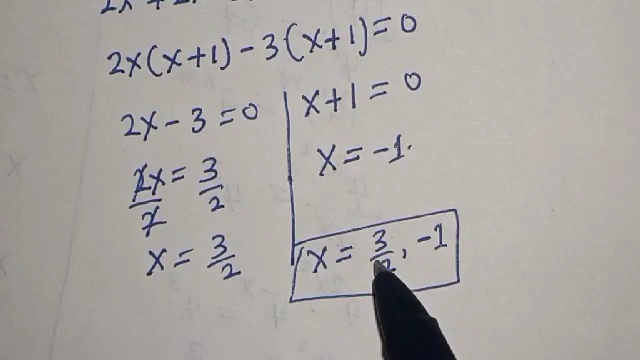 2x(x+1) - 3(x+1) = 0
2x - 3 = 0
2x/2 = 3/2
x = 3/2
x + 1 = 0
x = -1.
x = 3/2, -1